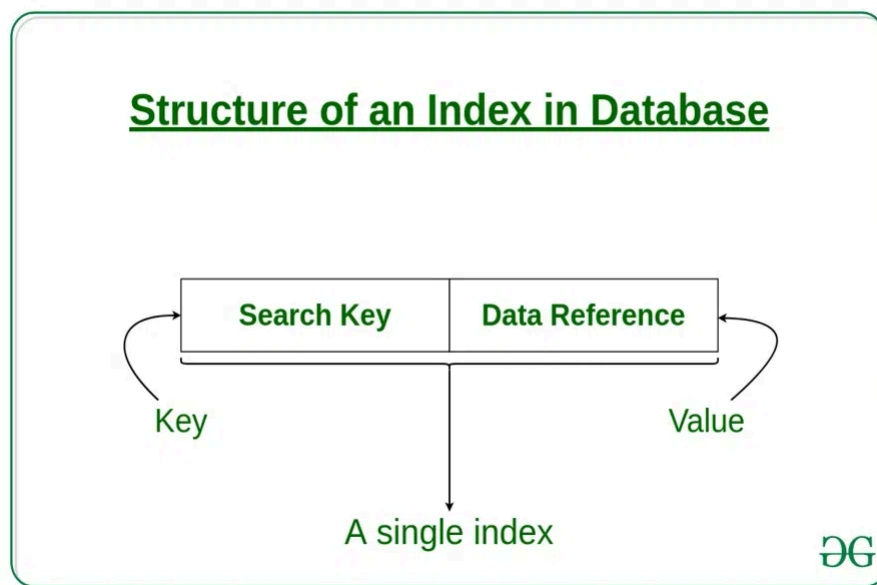 Structure of an Index in Database
Search Key
Data Reference
Key
Value
A single index